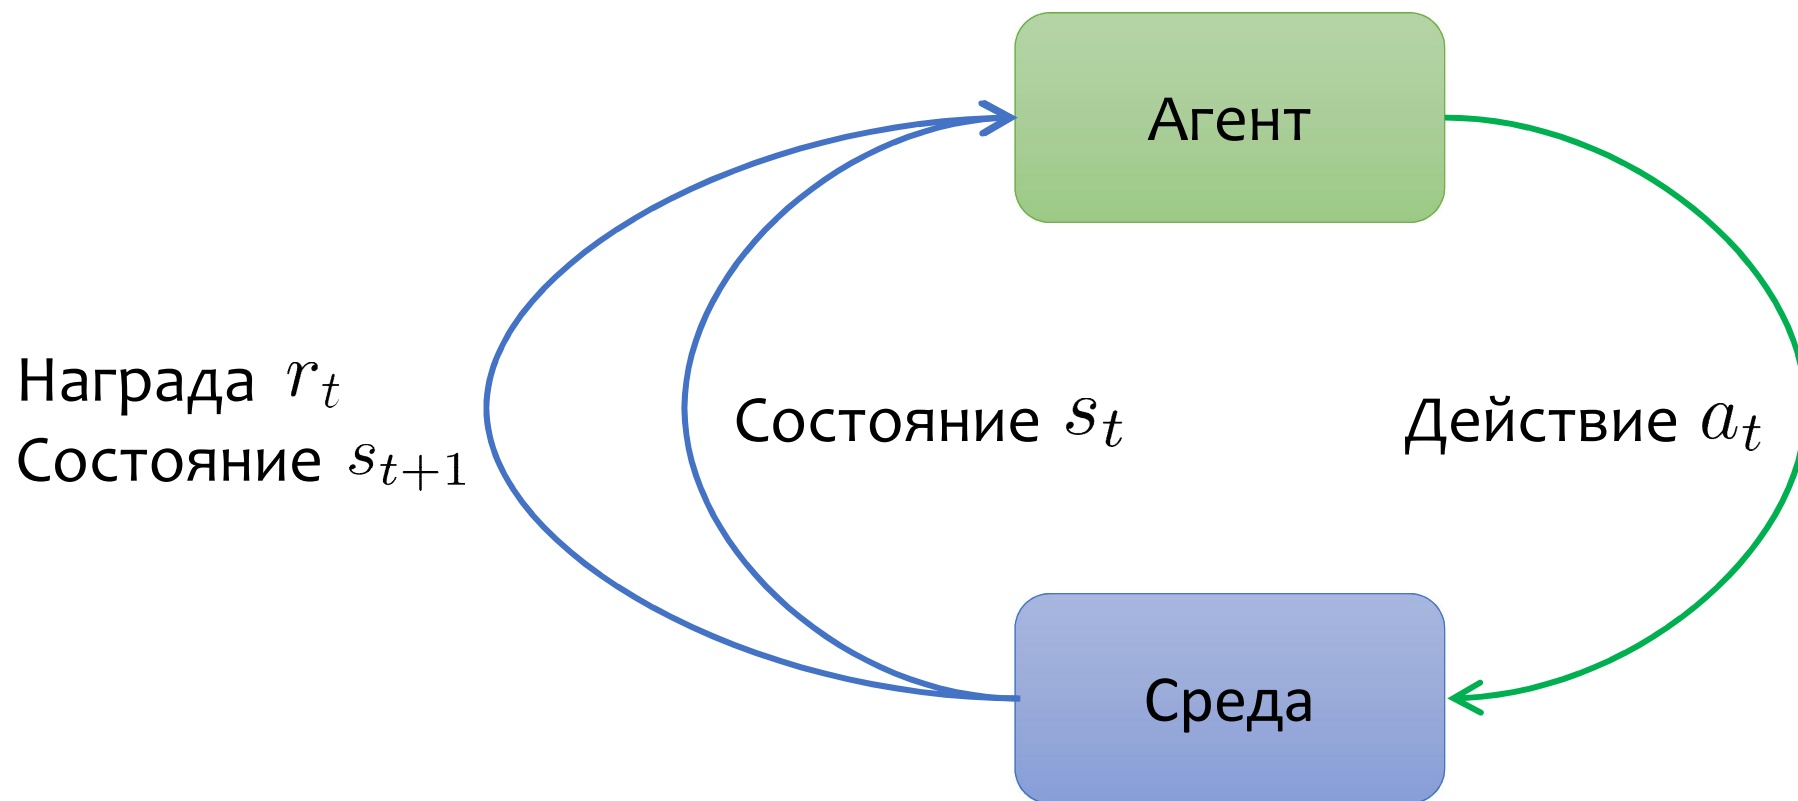 Агент
Награда r_t
Состояние s_{t+1}
Состояние s_t
Действие a_t
Среда